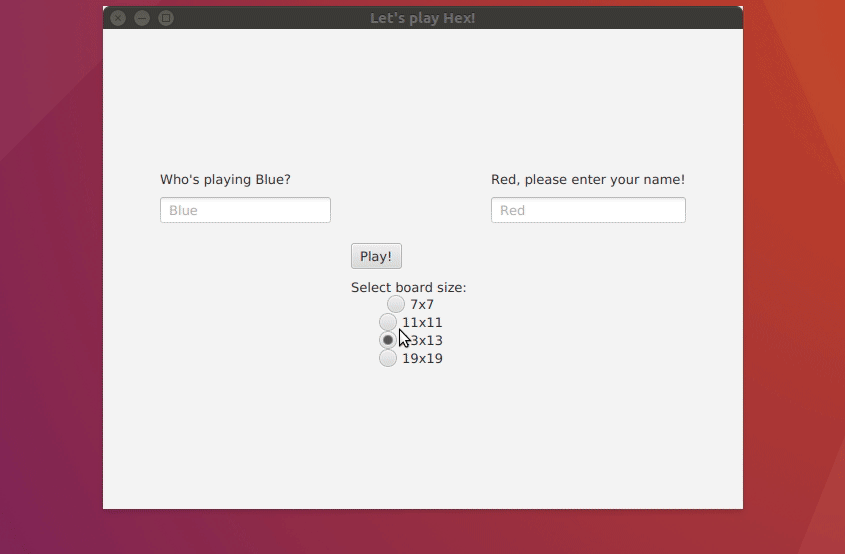 Let's play Hex!
Who's playing Blue?
Red, please enter your name!
Blue
Red
Play!
Select board size:
7x7
11x11
3x13
19x19